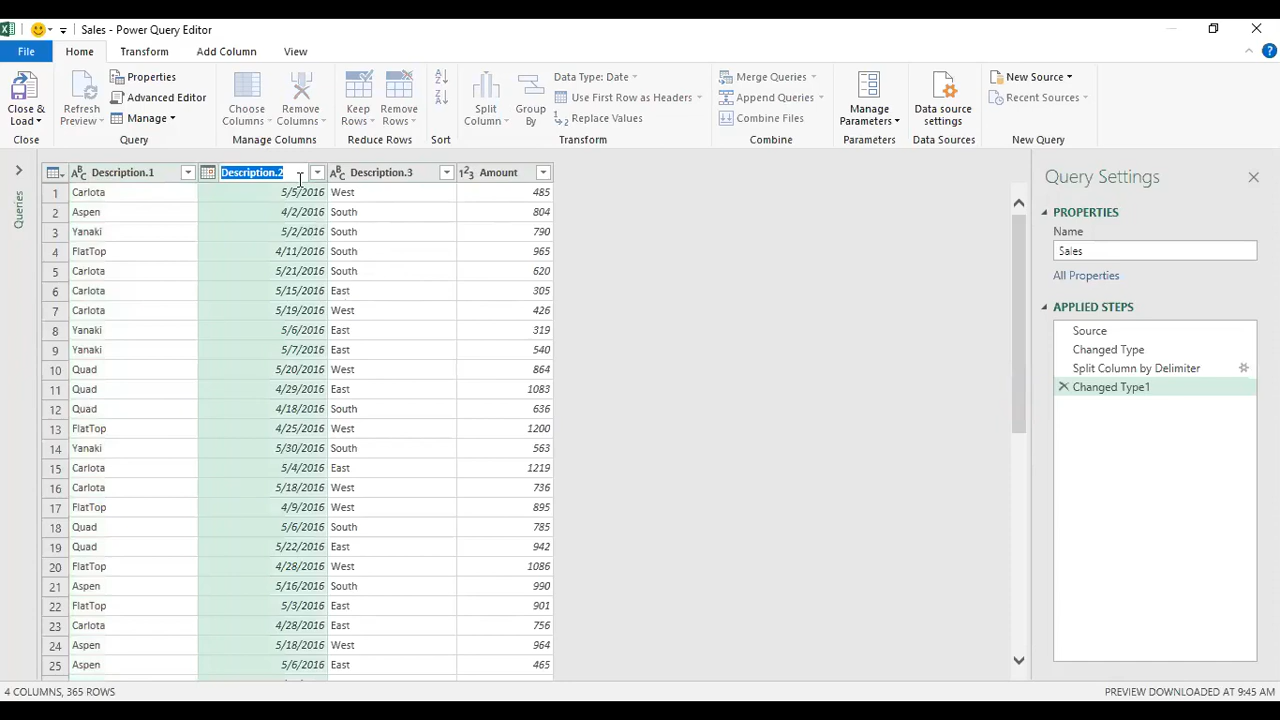 Sales - Power Query Editor
File Home Transform Add Column View
Close & Load
Refresh Preview
Properties
Advanced Editor
Manage
Choose Columns
Remove Columns
Keep Rows
Remove Rows
Split Column
Group By
Data Type: Date
Use First Row as Headers
Replace Values
Merge Queries
Append Queries
Combine Files
Manage Parameters
Data source settings
New Source
Recent Sources
Close Query Manage Columns Reduce Rows Sort Transform Combine Parameters Data Sources New Query
Queries
Description.1 Description.2 Description.3 Amount
1 Carlota 5/5/2016 West 485
2 Aspen 4/2/2016 South 804
3 Yanaki 5/2/2016 South 790
4 FlatTop 4/11/2016 South 965
5 Carlota 5/21/2016 South 620
6 Carlota 5/15/2016 East 305
7 Carlota 5/19/2016 West 426
8 Yanaki 5/6/2016 East 319
9 Yanaki 5/7/2016 East 540
10 Quad 5/20/2016 West 864
11 Quad 4/29/2016 East 1083
12 Quad 4/18/2016 South 636
13 FlatTop 4/25/2016 West 1200
14 Yanaki 5/30/2016 South 563
15 Carlota 5/4/2016 East 1219
16 Carlota 5/18/2016 West 736
17 FlatTop 4/9/2016 West 895
18 Quad 5/6/2016 South 785
19 Quad 5/22/2016 East 942
20 FlatTop 4/28/2016 West 1086
21 Aspen 5/16/2016 South 990
22 FlatTop 5/3/2016 East 901
23 Carlota 4/28/2016 East 756
24 Aspen 5/18/2016 West 964
25 Aspen 5/6/2016 East 465
Query Settings
PROPERTIES
Name
Sales
All Properties
APPLIED STEPS
Source
Changed Type
Split Column by Delimiter
Changed Type1
4 COLUMNS, 365 ROWS
PREVIEW DOWNLOADED AT 9:45 AM